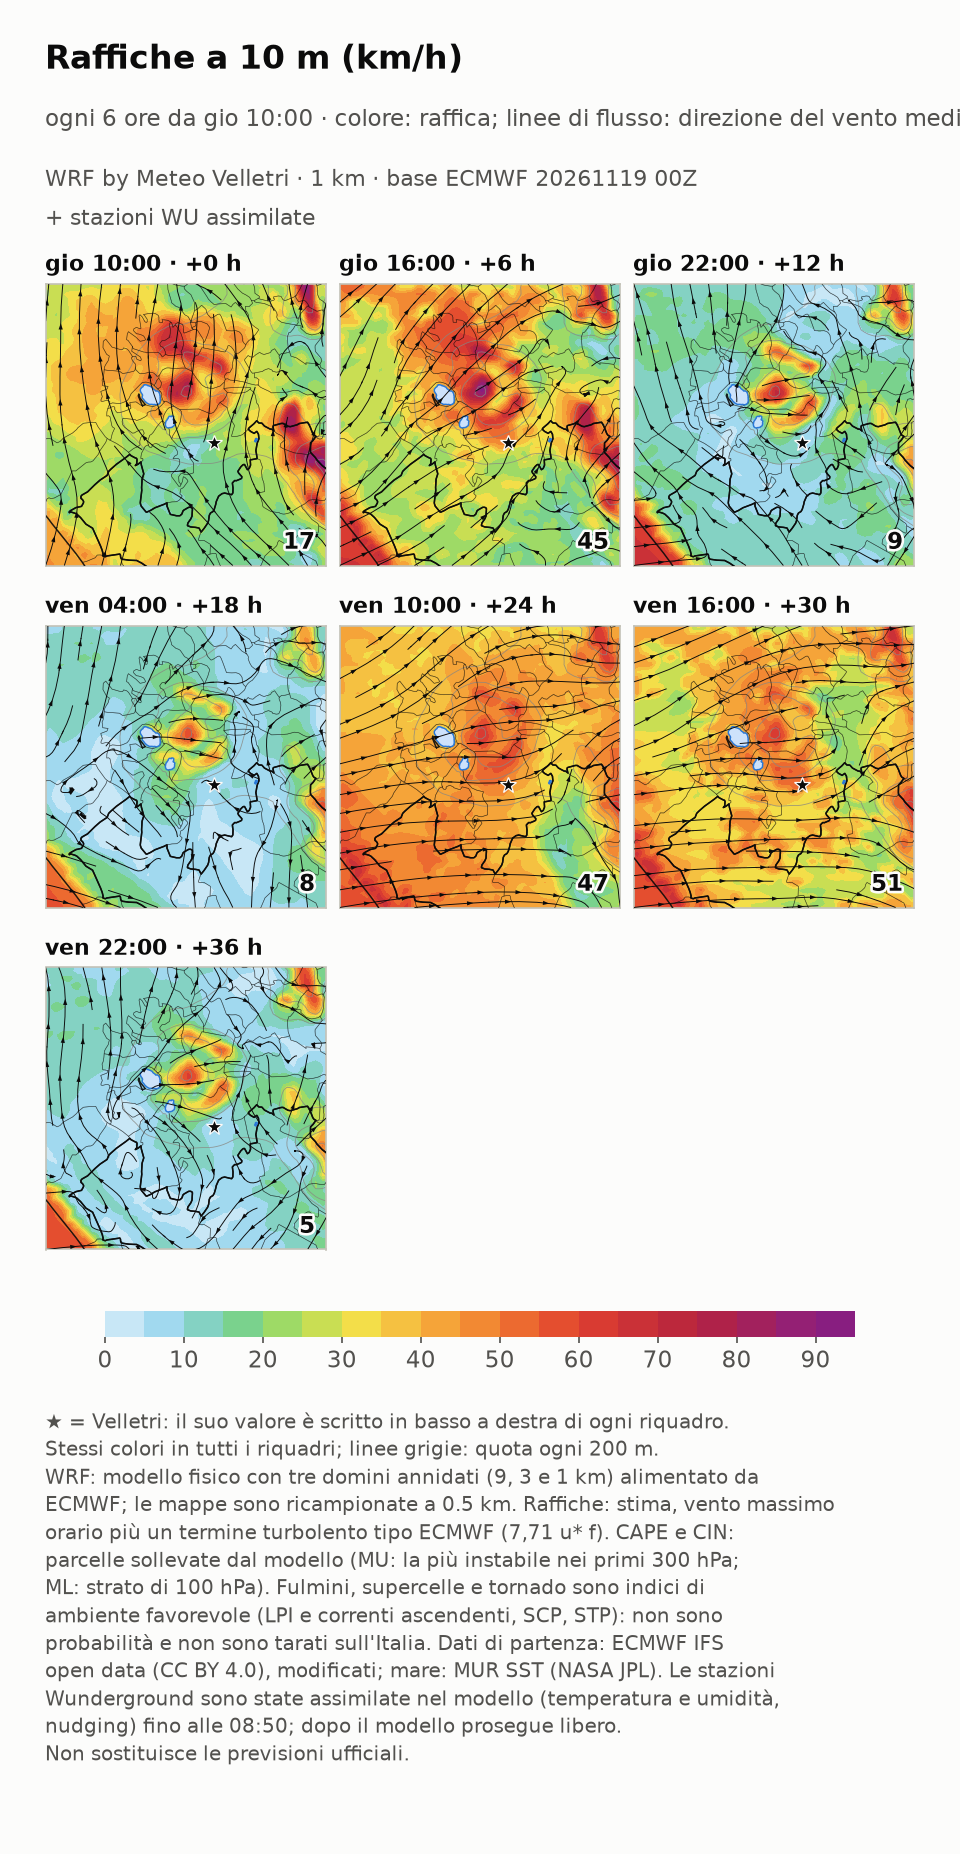 Raffiche a 10 m (km/h)
ogni 6 ore da gio 10:00 · colore: raffica; linee di flusso: direzione del vento medi
WRF by Meteo Velletri · 1 km · base ECMWF 20261119 00Z
+ stazioni WU assimilate
gio 10:00 · +0 h
gio 16:00 · +6 h
gio 22:00 · +12 h
17
45
9
ven 04:00 · +18 h
ven 10:00 · +24 h
ven 16:00 · +30 h
8
47
51
ven 22:00 · +36 h
5
0 10 20 30 40 50 60 70 80 90
★ = Velletri: il suo valore è scritto in basso a destra di ogni riquadro.
Stessi colori in tutti i riquadri; linee grigie: quota ogni 200 m.
WRF: modello fisico con tre domini annidati (9, 3 e 1 km) alimentato da
ECMWF; le mappe sono ricampionate a 0.5 km. Raffiche: stima, vento massimo
orario più un termine turbolento tipo ECMWF (7,71 u* f). CAPE e CIN:
parcelle sollevate dal modello (MU: la più instabile nei primi 300 hPa;
ML: strato di 100 hPa). Fulmini, supercelle e tornado sono indici di
ambiente favorevole (LPI e correnti ascendenti, SCP, STP): non sono
probabilità e non sono tarati sull'Italia. Dati di partenza: ECMWF IFS
open data (CC BY 4.0), modificati; mare: MUR SST (NASA JPL). Le stazioni
Wunderground sono state assimilate nel modello (temperatura e umidità,
nudging) fino alle 08:50; dopo il modello prosegue libero.
Non sostituisce le previsioni ufficiali.